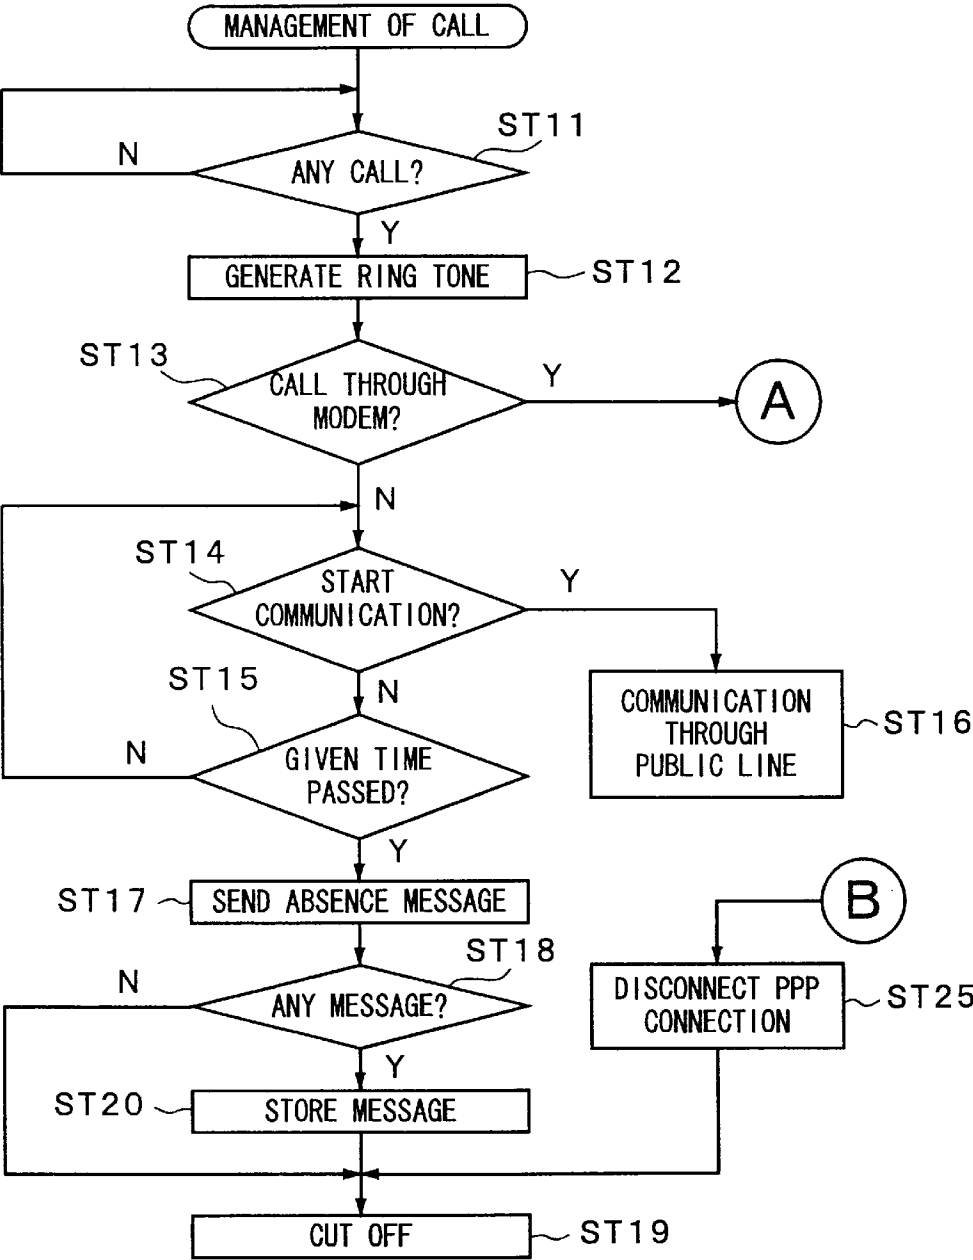 MANAGEMENT OF CALL
ST11
N
ANY CALL?
Y
GENERATE RING TONE
ST12
ST13
CALL THROUGH
MODEM?
Y
A
N
ST14
START
COMMUNICATION?
Y
ST15
N
COMMUNICATION
THROUGH
PUBLIC LINE
ST16
N
GIVEN TIME
PASSED?
Y
ST17
SEND ABSENCE MESSAGE
B
ST18
N
ANY MESSAGE?
DISCONNECT PPP
CONNECTION
ST25
Y
ST20
STORE MESSAGE
CUT OFF
ST19